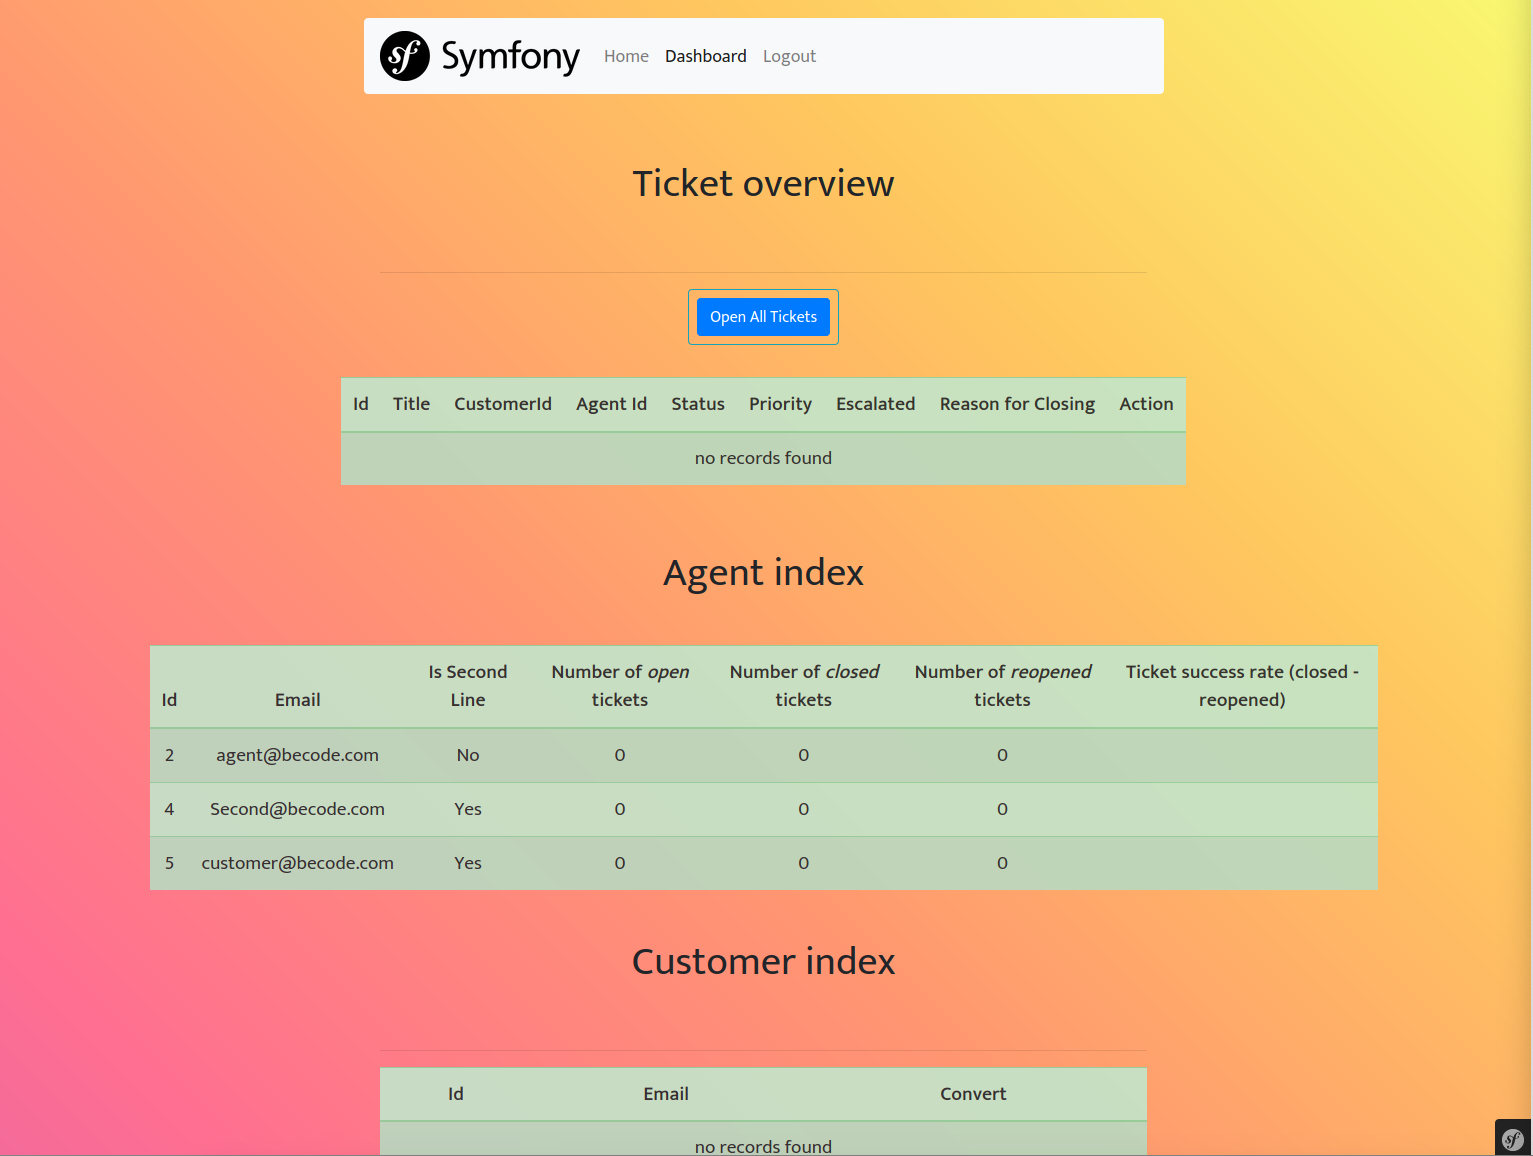 sf Symfony Home Dashboard Logout
Ticket overview
Open All Tickets
Id Title CustomerId Agent Id Status Priority Escalated Reason for Closing Action
no records found
Agent index
Id Email Is Second Line Number of open tickets Number of closed tickets Number of reopened tickets Ticket success rate (closed - reopened)
2 agent@becode.com No 0 0 0
4 Second@becode.com Yes 0 0 0
5 customer@becode.com Yes 0 0 0
Customer index
Id Email Convert
no records found
sf